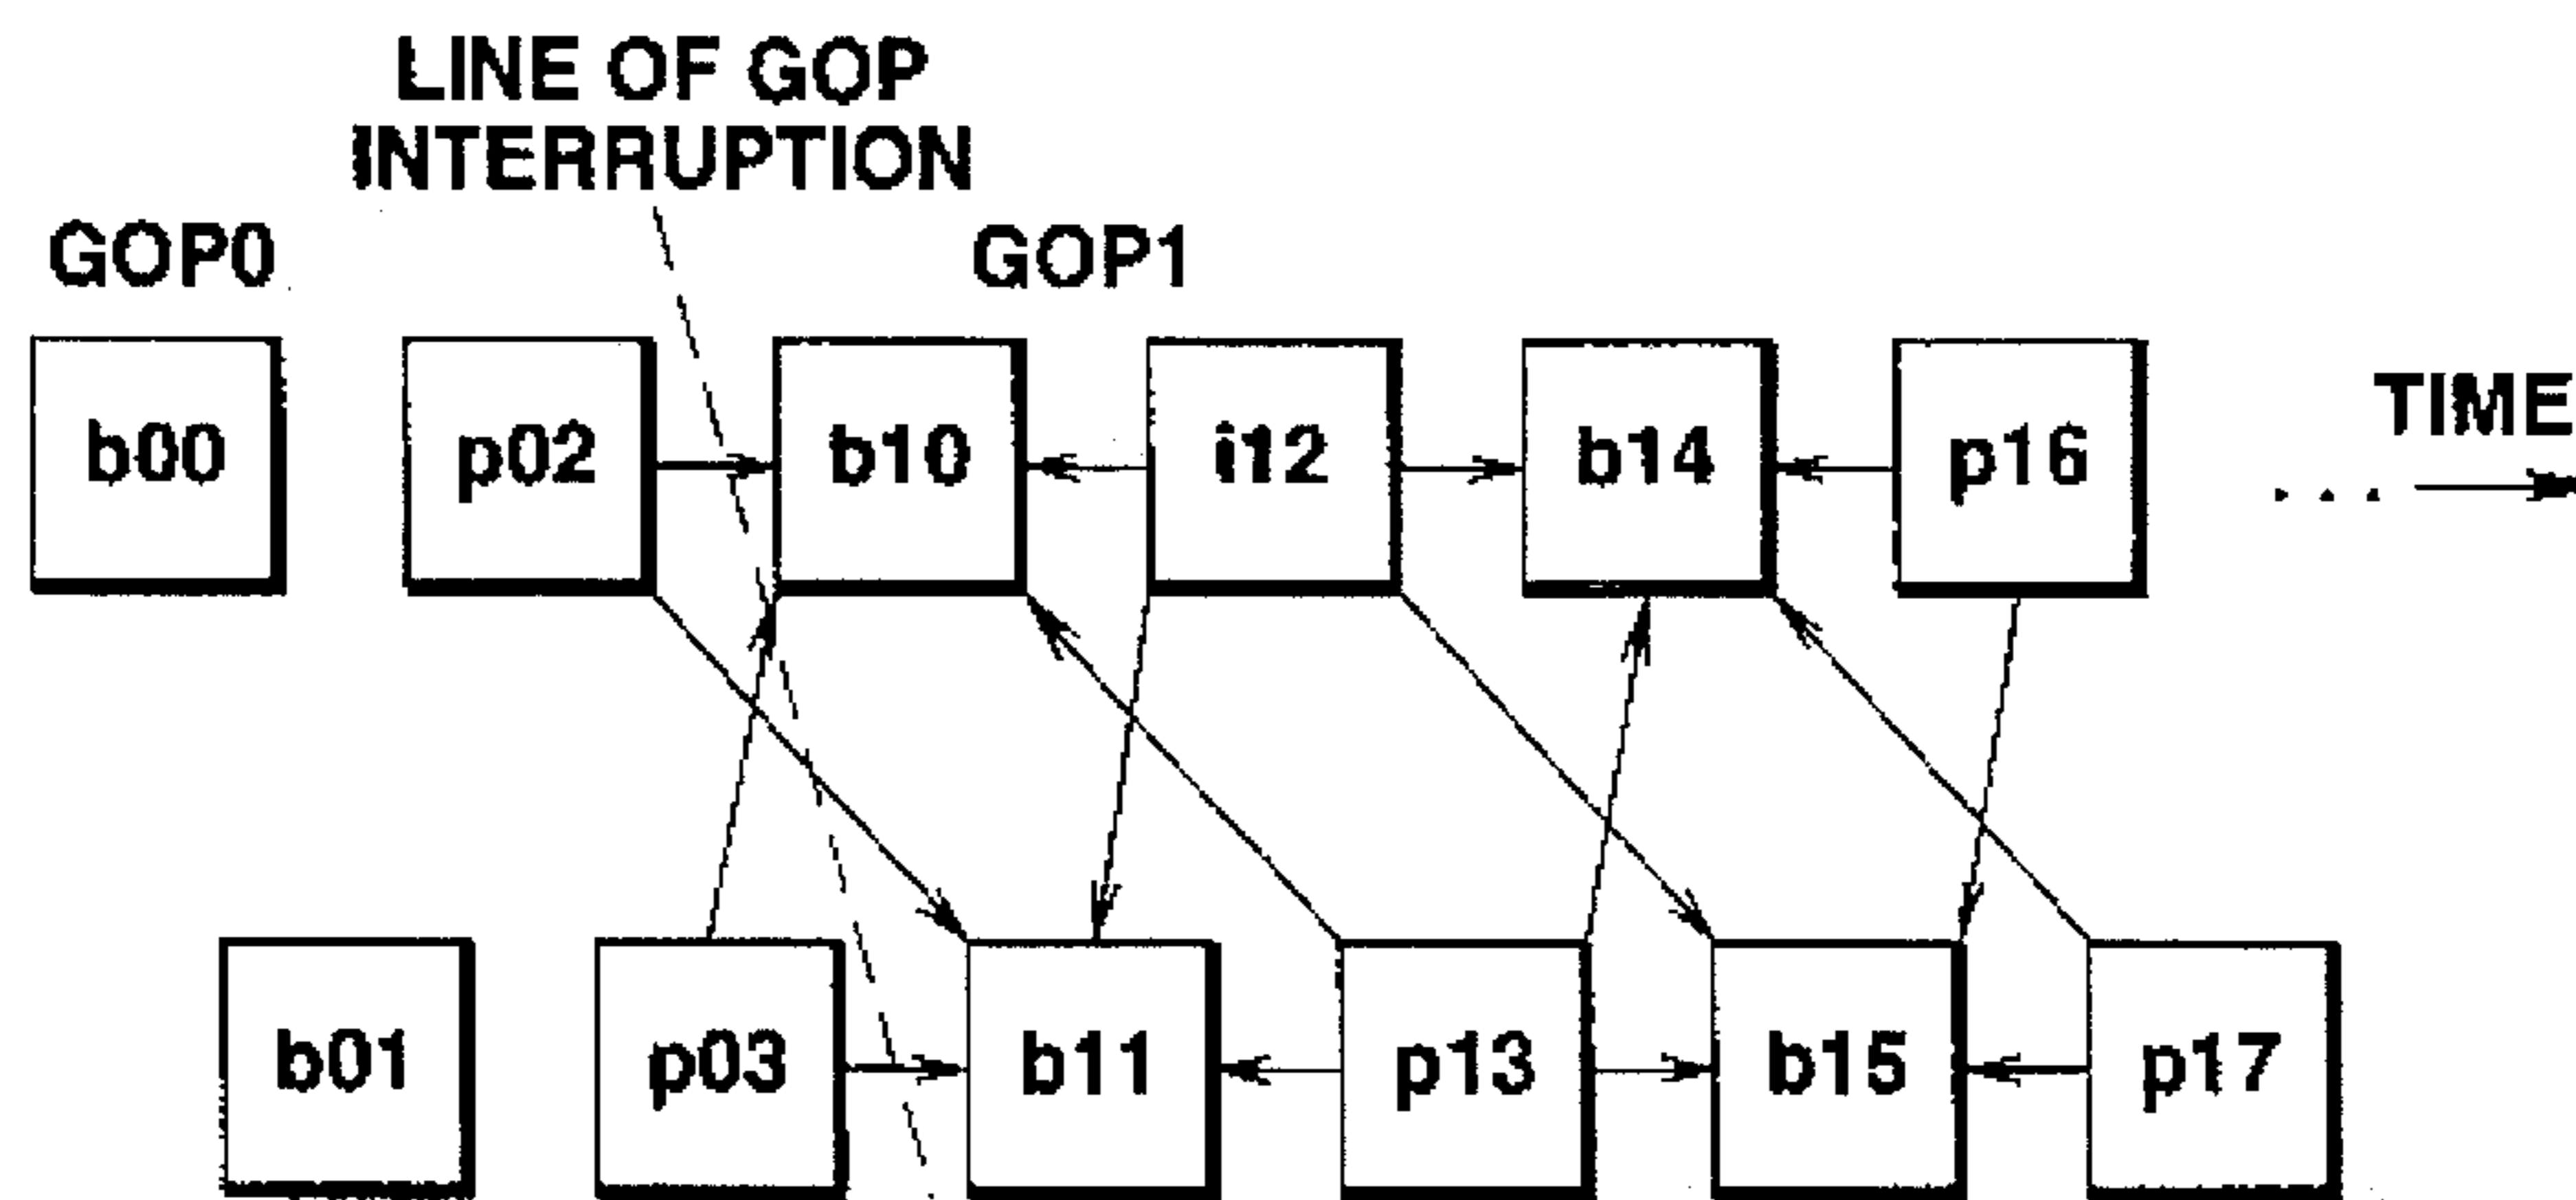 LINE OF GOP
INTERRUPTION
GOP0
GOP1
b00
p02
b10
i12
b14
p16
TIME
. . .
b01
p03
b11
p13
b15
p17